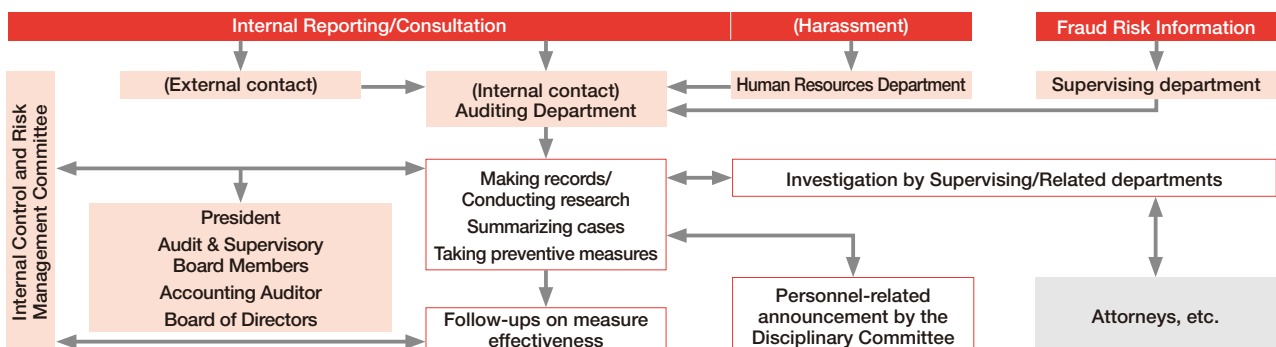 Internal Reporting/Consultation
(Harassment)
Fraud Risk Information
(External contact)
(Internal contact)
Auditing Department
Human Resources Department
Supervising department
Internal Control and Risk
Management Committee
Making records/
Conducting research
Summarizing cases
Taking preventive measures
Investigation by Supervising/Related departments
President
Audit & Supervisory
Board Members
Accounting Auditor
Board of Directors
Follow-ups on measure
effectiveness
Personnel-related
announcement by the
Disciplinary Committee
Attorneys, etc.